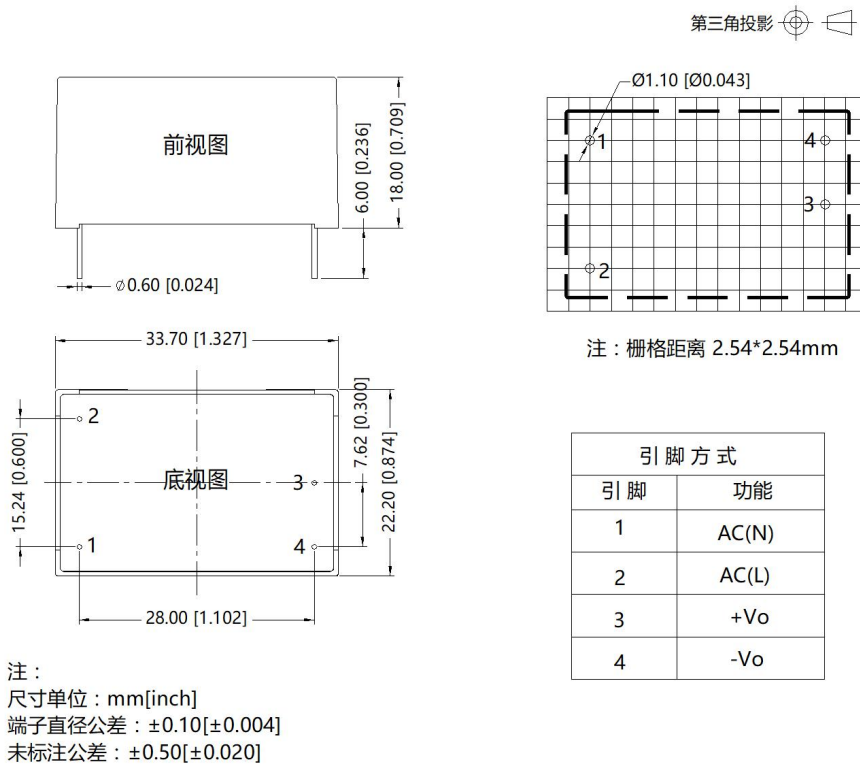 第三角投影
前视图
6.00 [0.236]
18.00 [0.709]
Ø0.60 [0.024]
Ø1.10 [Ø0.043]
1
4
3
2
注：栅格距离 2.54*2.54mm
33.70 [1.327]
2
15.24 [0.600]
底视图
3
7.62 [0.300]
22.20 [0.874]
1
4
28.00 [1.102]
引 脚 方 式
引 脚 功能
1 AC(N)
2 AC(L)
3 +Vo
4 -Vo
注：
尺寸单位：mm[inch]
端子直径公差：±0.10[±0.004]
未标注公差：±0.50[±0.020]